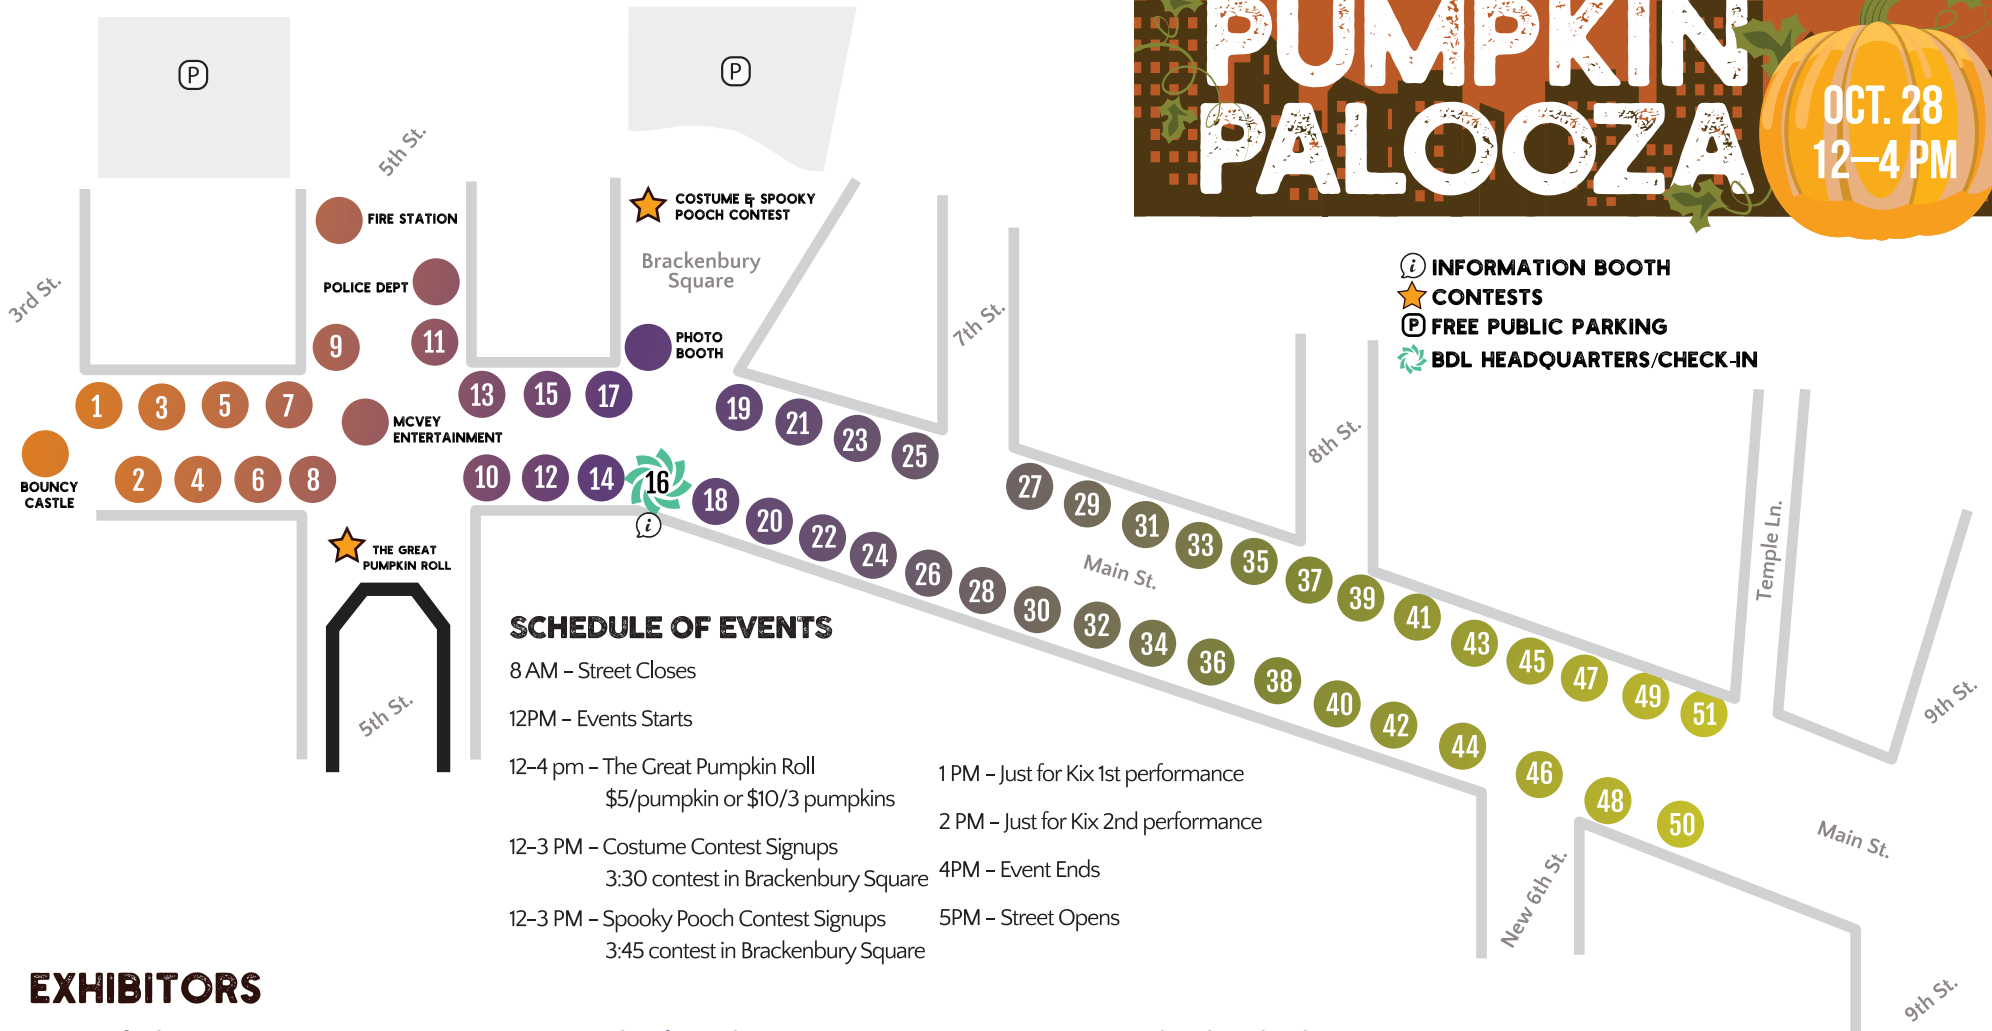 PUMPKIN
PALOOZA
OCT. 28
12–4 PM
P
P
5th St.
3rd St.
FIRE STATION
POLICE DEPT
COSTUME & SPOOKY
POOCH CONTEST
Brackenbury
Square
PHOTO
BOOTH
7th St.
8th St.
i INFORMATION BOOTH
CONTESTS
P FREE PUBLIC PARKING
BDL HEADQUARTERS/CHECK-IN
9
11
1
3
5
7
13
15
17
19
21
23
25
27
29
31
33
35
37
39
41
43
45
47
49
51
MCVEY
ENTERTAINMENT
BOUNCY
CASTLE
2
4
6
8
10
12
14
16
18
20
22
24
26
28
30
32
34
36
38
40
42
44
46
48
50
i
THE GREAT
PUMPKIN ROLL
5th St.
Main St.
Temple Ln.
9th St.
Main St.
New 6th St.
9th St.
SCHEDULE OF EVENTS
8 AM – Street Closes
12PM – Events Starts
12–4 pm – The Great Pumpkin Roll
$5/pumpkin or $10/3 pumpkins
12–3 PM – Costume Contest Signups
3:30 contest in Brackenbury Square
12–3 PM – Spooky Pooch Contest Signups
3:45 contest in Brackenbury Square
1 PM – Just for Kix 1st performance
2 PM – Just for Kix 2nd performance
4PM – Event Ends
5PM – Street Opens
EXHIBITORS